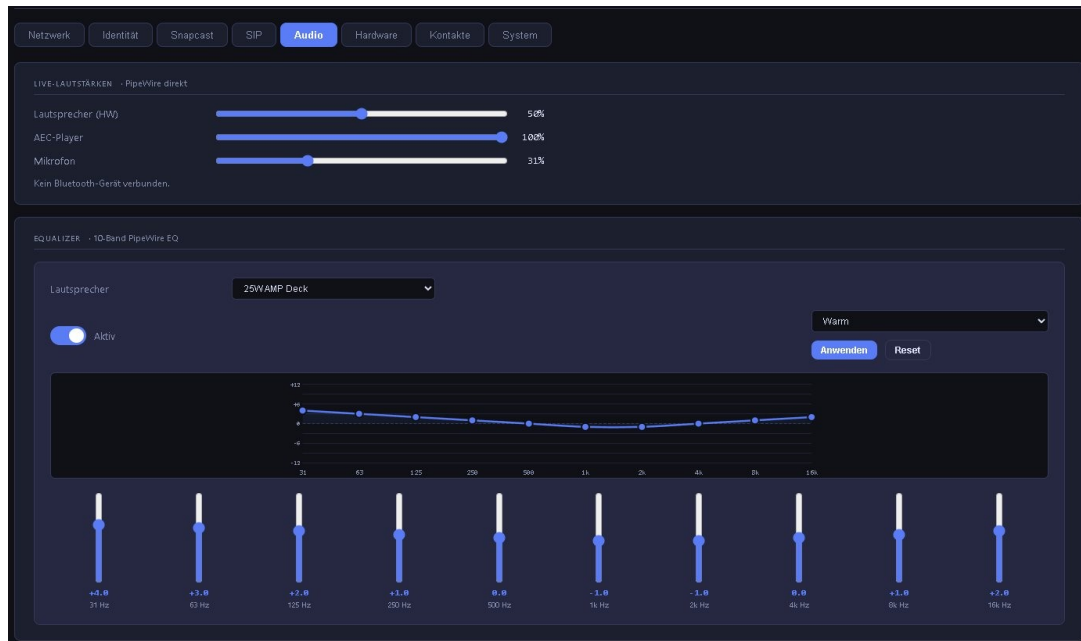 Netzwerk Identität Snapcast SIP Audio Hardware Kontakte System
LIVE-LAUTSTÄRKEN · PipeWire direkt
Lautsprecher (HW) 50%
AEC-Player 100%
Mikrofon 31%
Kein Bluetooth-Gerät verbunden.
EQUALIZER · 10-Band PipeWire EQ
Lautsprecher 25W AMP Deck
Warm
Aktiv
Anwenden Reset
+12
+6
0
-6
-12
31 63 125 250 500 1k 2k 4k 8k 16k
+4.0 +3.0 +2.0 +1.0 0.0 -1.0 -1.0 0.0 +1.0 +2.0
31 Hz 63 Hz 125 Hz 250 Hz 500 Hz 1k Hz 2k Hz 4k Hz 8k Hz 16k Hz